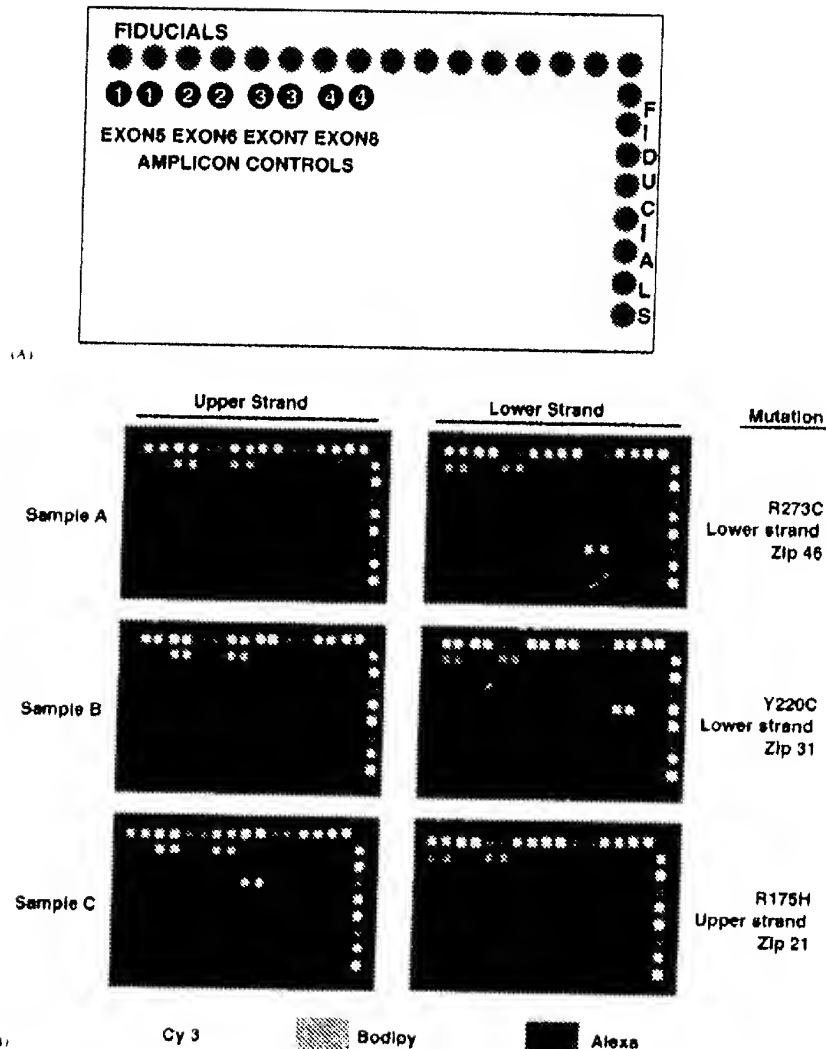 FIDUCIALS
1 1 2 2 3 3 4 4
EXON5 EXON6 EXON7 EXON8
AMPLICON CONTROLS
FIDUCIALS
(A)
Upper Strand
Lower Strand
Mutation
Sample A
R273C
Lower strand
Zip 46
Sample B
Y220C
Lower strand
Zip 31
Sample C
R175H
Upper strand
Zip 21
Cy 3
Bodipy
Alexa